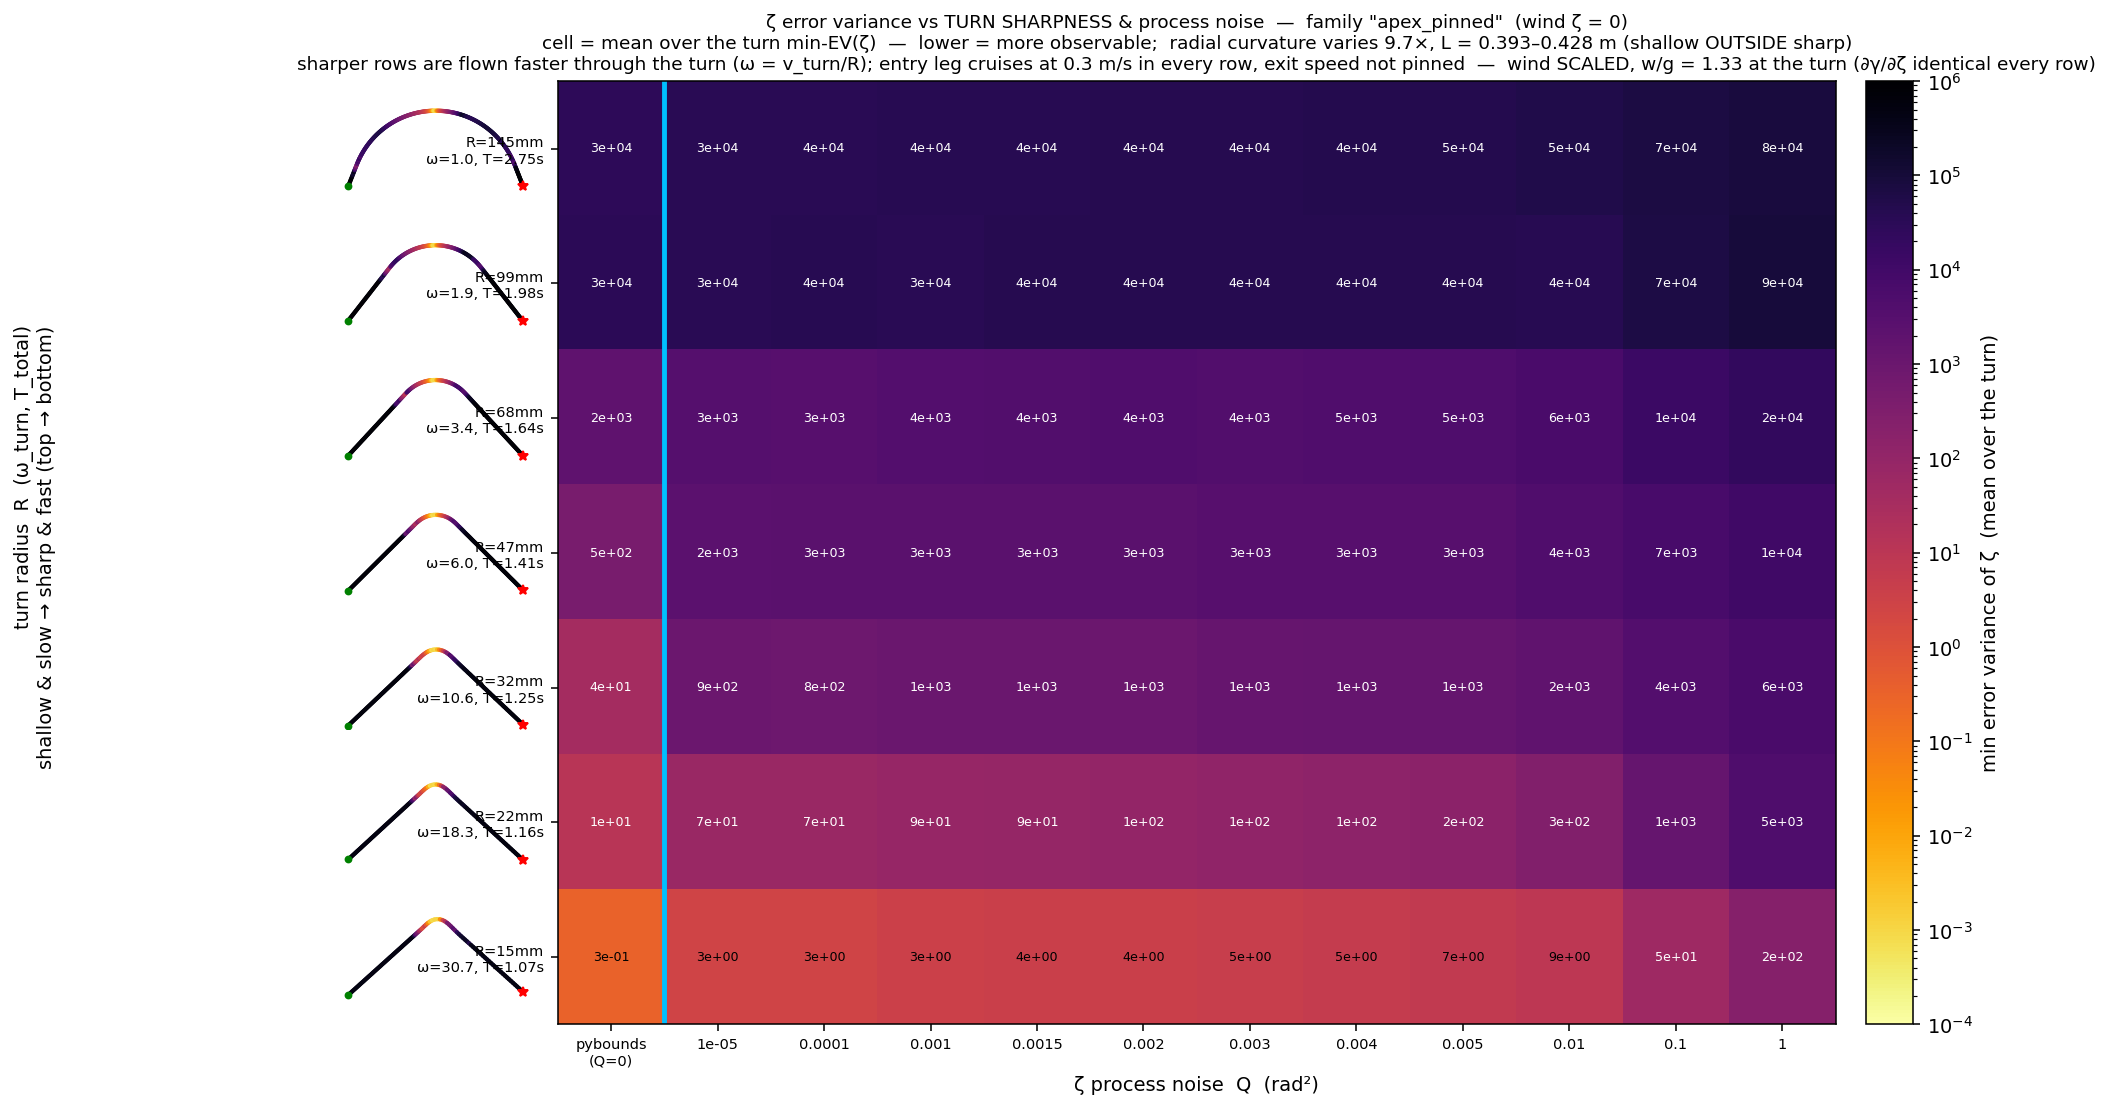 ζ error variance vs TURN SHARPNESS & process noise — family "apex_pinned" (wind ζ = 0)
cell = mean over the turn min-EV(ζ) — lower = more observable; radial curvature varies 9.7×, L = 0.393–0.428 m (shallow OUTSIDE sharp)
sharper rows are flown faster through the turn (ω = v_turn/R); entry leg cruises at 0.3 m/s in every row, exit speed not pinned — wind SCALED, w/g = 1.33 at the turn (∂γ/∂ζ identical every row)
turn radius R (ω_turn, T_total)
shallow & slow → sharp & fast (top → bottom)
R=145mm
ω=1.0, T=2.75s
3e+04 3e+04 4e+04 4e+04 4e+04 4e+04 4e+04 4e+04 5e+04 5e+04 7e+04 8e+04
R=99mm
ω=1.9, T=1.98s
3e+04 3e+04 4e+04 3e+04 4e+04 4e+04 4e+04 4e+04 4e+04 4e+04 7e+04 9e+04
R=68mm
ω=3.4, T=1.64s
2e+03 3e+03 3e+03 4e+03 4e+03 4e+03 4e+03 5e+03 5e+03 6e+03 1e+04 2e+04
R=47mm
ω=6.0, T=1.41s
5e+02 2e+03 3e+03 3e+03 3e+03 3e+03 3e+03 3e+03 3e+03 4e+03 7e+03 1e+04
R=32mm
ω=10.6, T=1.25s
4e+01 9e+02 8e+02 1e+03 1e+03 1e+03 1e+03 1e+03 1e+03 2e+03 4e+03 6e+03
R=22mm
ω=18.3, T=1.16s
1e+01 7e+01 7e+01 9e+01 9e+01 1e+02 1e+02 1e+02 2e+02 3e+02 1e+03 5e+03
R=15mm
ω=30.7, T=1.07s
3e-01 3e+00 3e+00 3e+00 4e+00 4e+00 5e+00 5e+00 7e+00 9e+00 5e+01 2e+02
pybounds 1e-05 0.0001 0.001 0.0015 0.002 0.003 0.004 0.005 0.01 0.1 1
(Q=0)
ζ process noise Q (rad²)
10⁶
10⁵
10⁴
10³
10²
10¹
10⁰
10⁻¹
10⁻²
10⁻³
10⁻⁴
min error variance of ζ (mean over the turn)